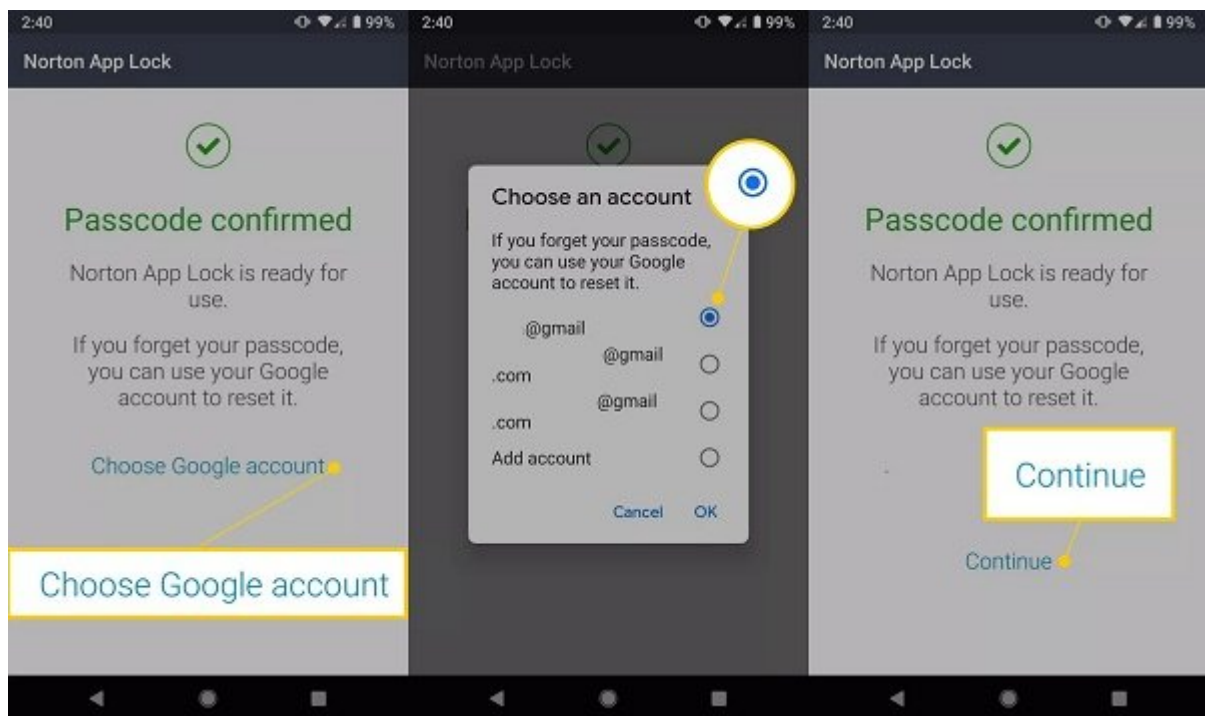 2:40 99%
Norton App Lock
Passcode confirmed
Norton App Lock is ready for
use.
If you forget your passcode,
you can use your Google
account to reset it.
Choose Google account
Choose Google account
2:40 99%
Norton App Lock
Choose an account
If you forget your passcode,
you can use your Google
account to reset it.
@gmail
@gmail
.com
@gmail
.com
Add account
Cancel OK
2:40 99%
Norton App Lock
Passcode confirmed
Norton App Lock is ready for
use.
If you forget your passcode,
you can use your Google
account to reset it.
Continue
Continue